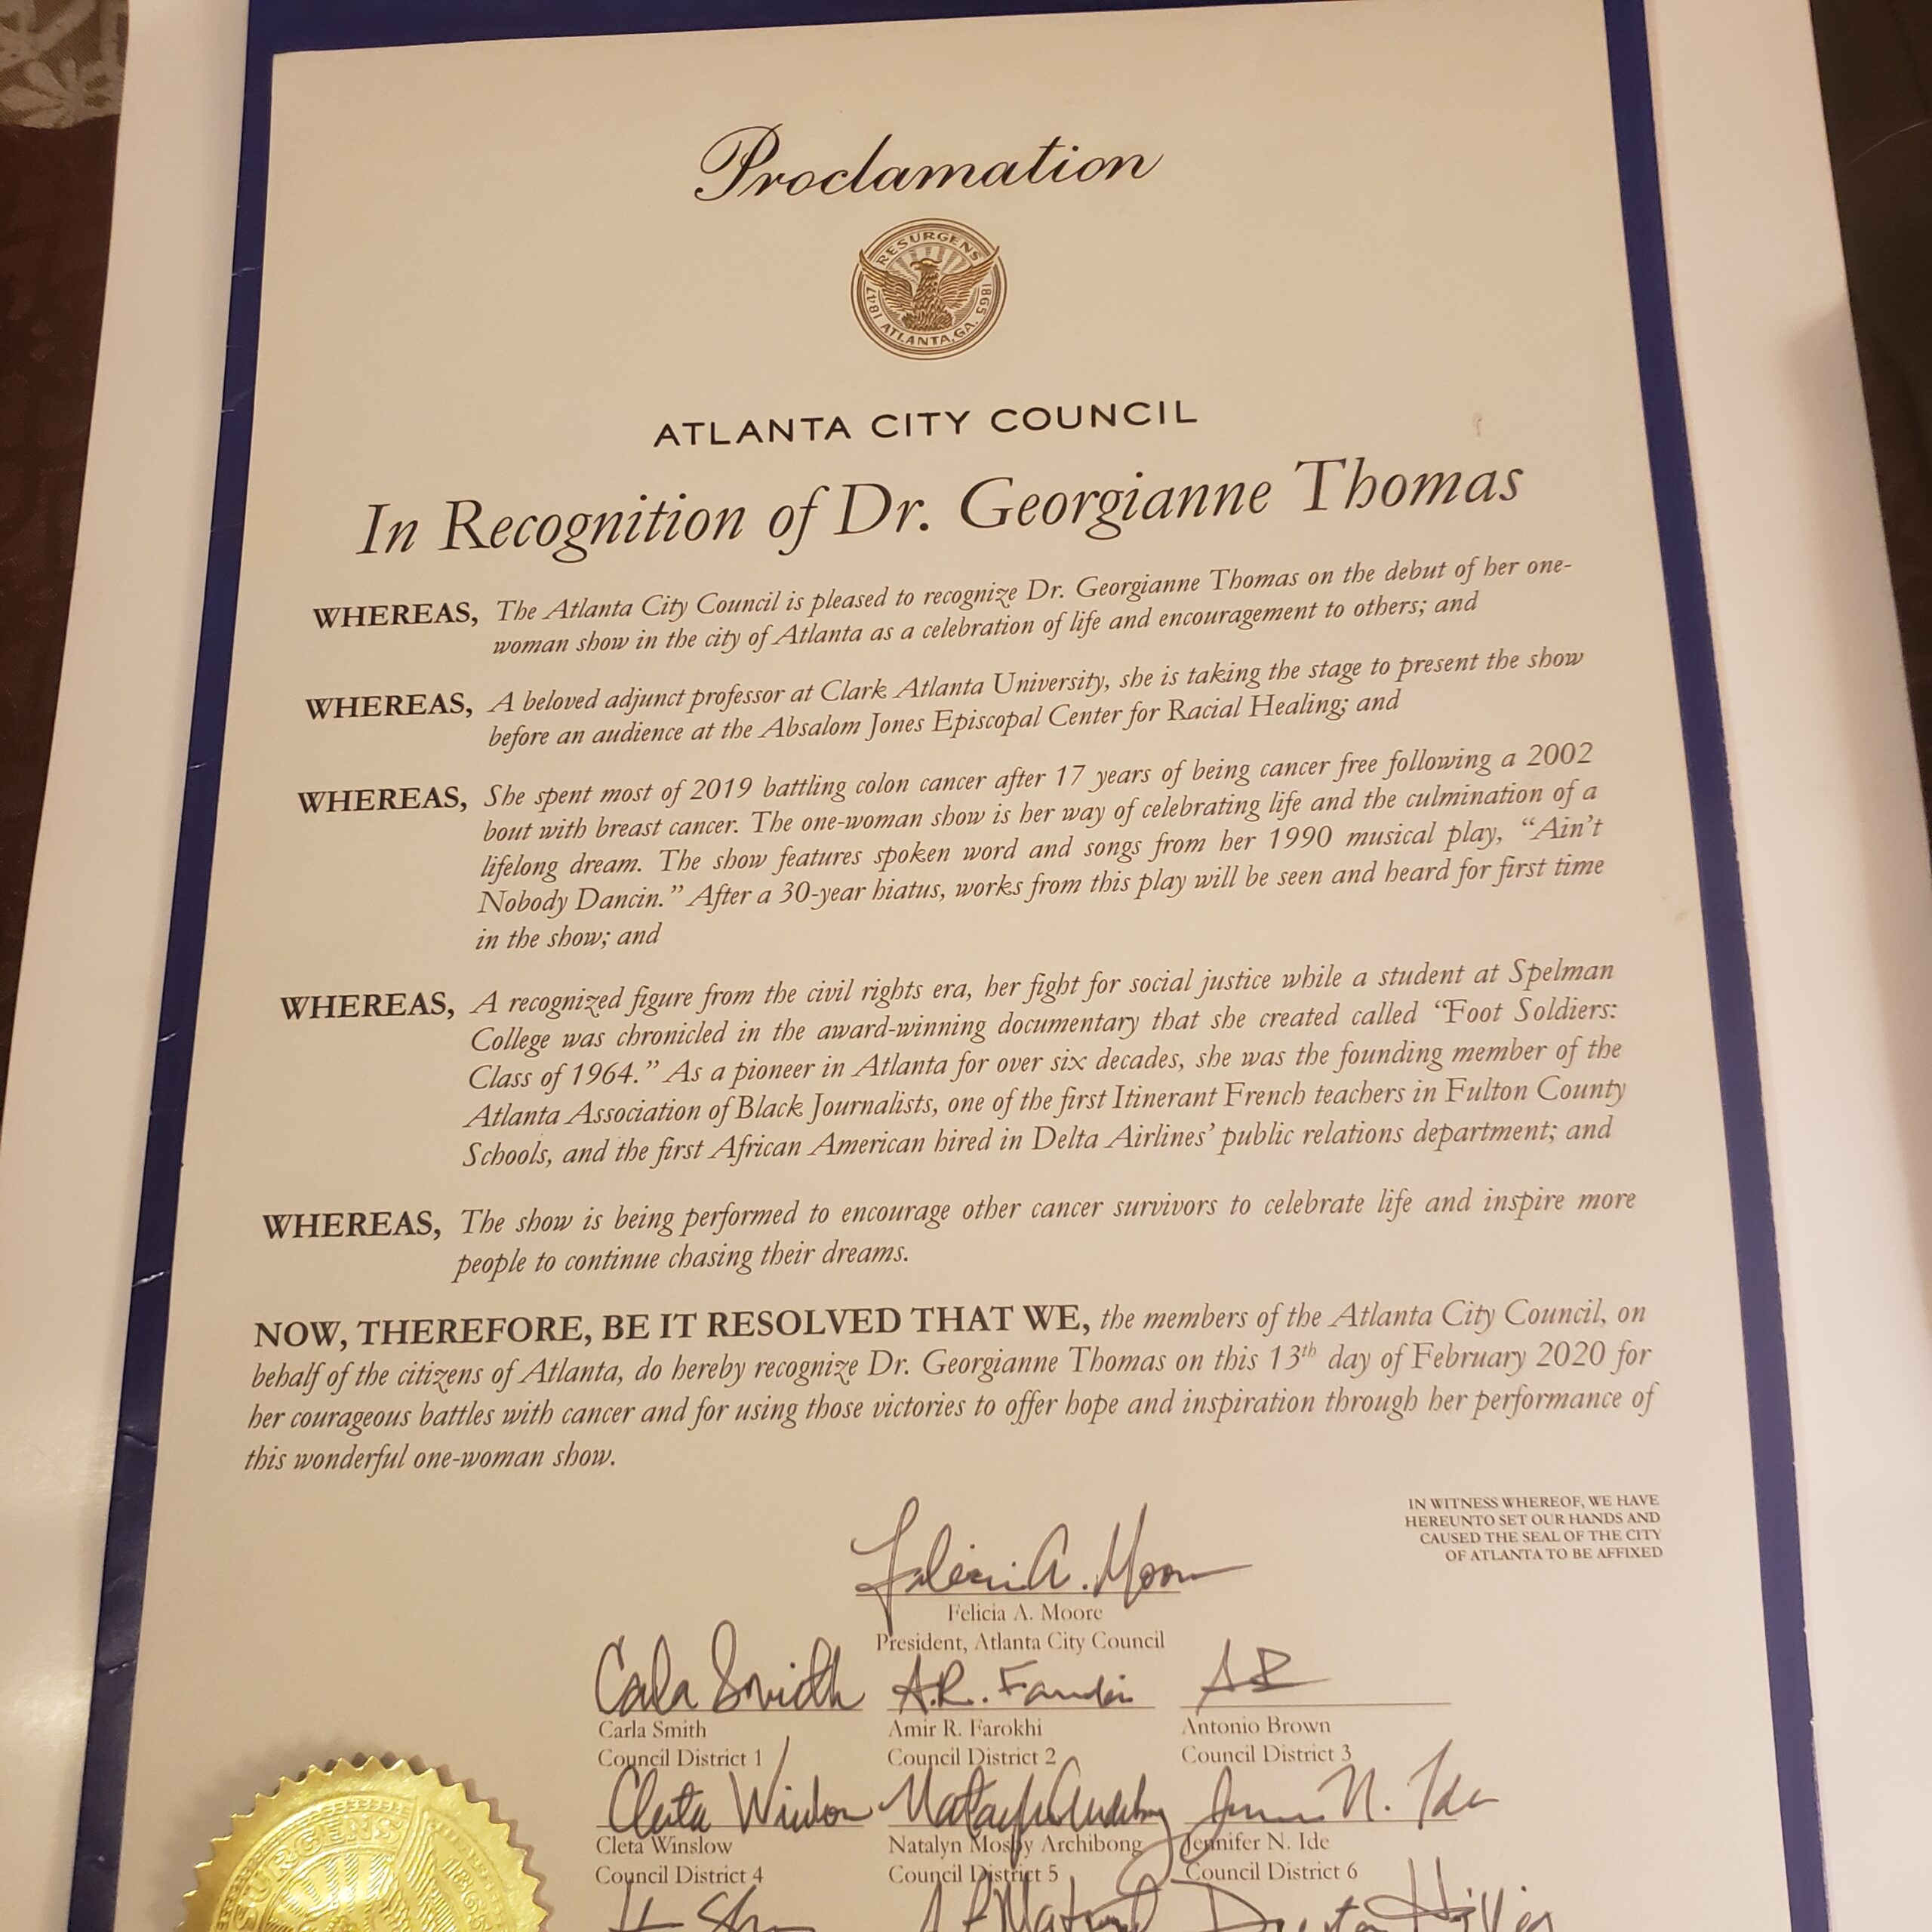 Proclamation
RESURGENS
1847 ATLANTA, GA. 1865
ATLANTA CITY COUNCIL
In Recognition of Dr. Georgianne Thomas
WHEREAS, The Atlanta City Council is pleased to recognize Dr. Georgianne Thomas on the debut of her one-
woman show in the city of Atlanta as a celebration of life and encouragement to others; and
WHEREAS, A beloved adjunct professor at Clark Atlanta University, she is taking the stage to present the show
before an audience at the Absalom Jones Episcopal Center for Racial Healing; and
WHEREAS, She spent most of 2019 battling colon cancer after 17 years of being cancer free following a 2002
bout with breast cancer. The one-woman show is her way of celebrating life and the culmination of a
lifelong dream. The show features spoken word and songs from her 1990 musical play, “Ain’t
Nobody Dancin.” After a 30-year hiatus, works from this play will be seen and heard for first time
in the show; and
WHEREAS, A recognized figure from the civil rights era, her fight for social justice while a student at Spelman
College was chronicled in the award-winning documentary that she created called “Foot Soldiers:
Class of 1964.” As a pioneer in Atlanta for over six decades, she was the founding member of the
Atlanta Association of Black Journalists, one of the first Itinerant French teachers in Fulton County
Schools, and the first African American hired in Delta Airlines’ public relations department; and
WHEREAS, The show is being performed to encourage other cancer survivors to celebrate life and inspire more
people to continue chasing their dreams.
NOW, THEREFORE, BE IT RESOLVED THAT WE, the members of the Atlanta City Council, on
behalf of the citizens of Atlanta, do hereby recognize Dr. Georgianne Thomas on this 13th day of February 2020 for
her courageous battles with cancer and for using those victories to offer hope and inspiration through her performance of
this wonderful one-woman show.
IN WITNESS WHEREOF, WE HAVE
HEREUNTO SET OUR HANDS AND
CAUSED THE SEAL OF THE CITY
OF ATLANTA TO BE AFFIXED
Felicia A. Moore
Felicia A. Moore
President, Atlanta City Council
Carla Smith A.R. Farokhi AB
Carla Smith Amir R. Farokhi Antonio Brown
Council District 1 Council District 2 Council District 3
Cleta Winslow
Cleta Winslow Natalyn Mosby Archibong Jennifer N. Ide
Council District 4 Council District 5 Council District 6
SURGENS 1865